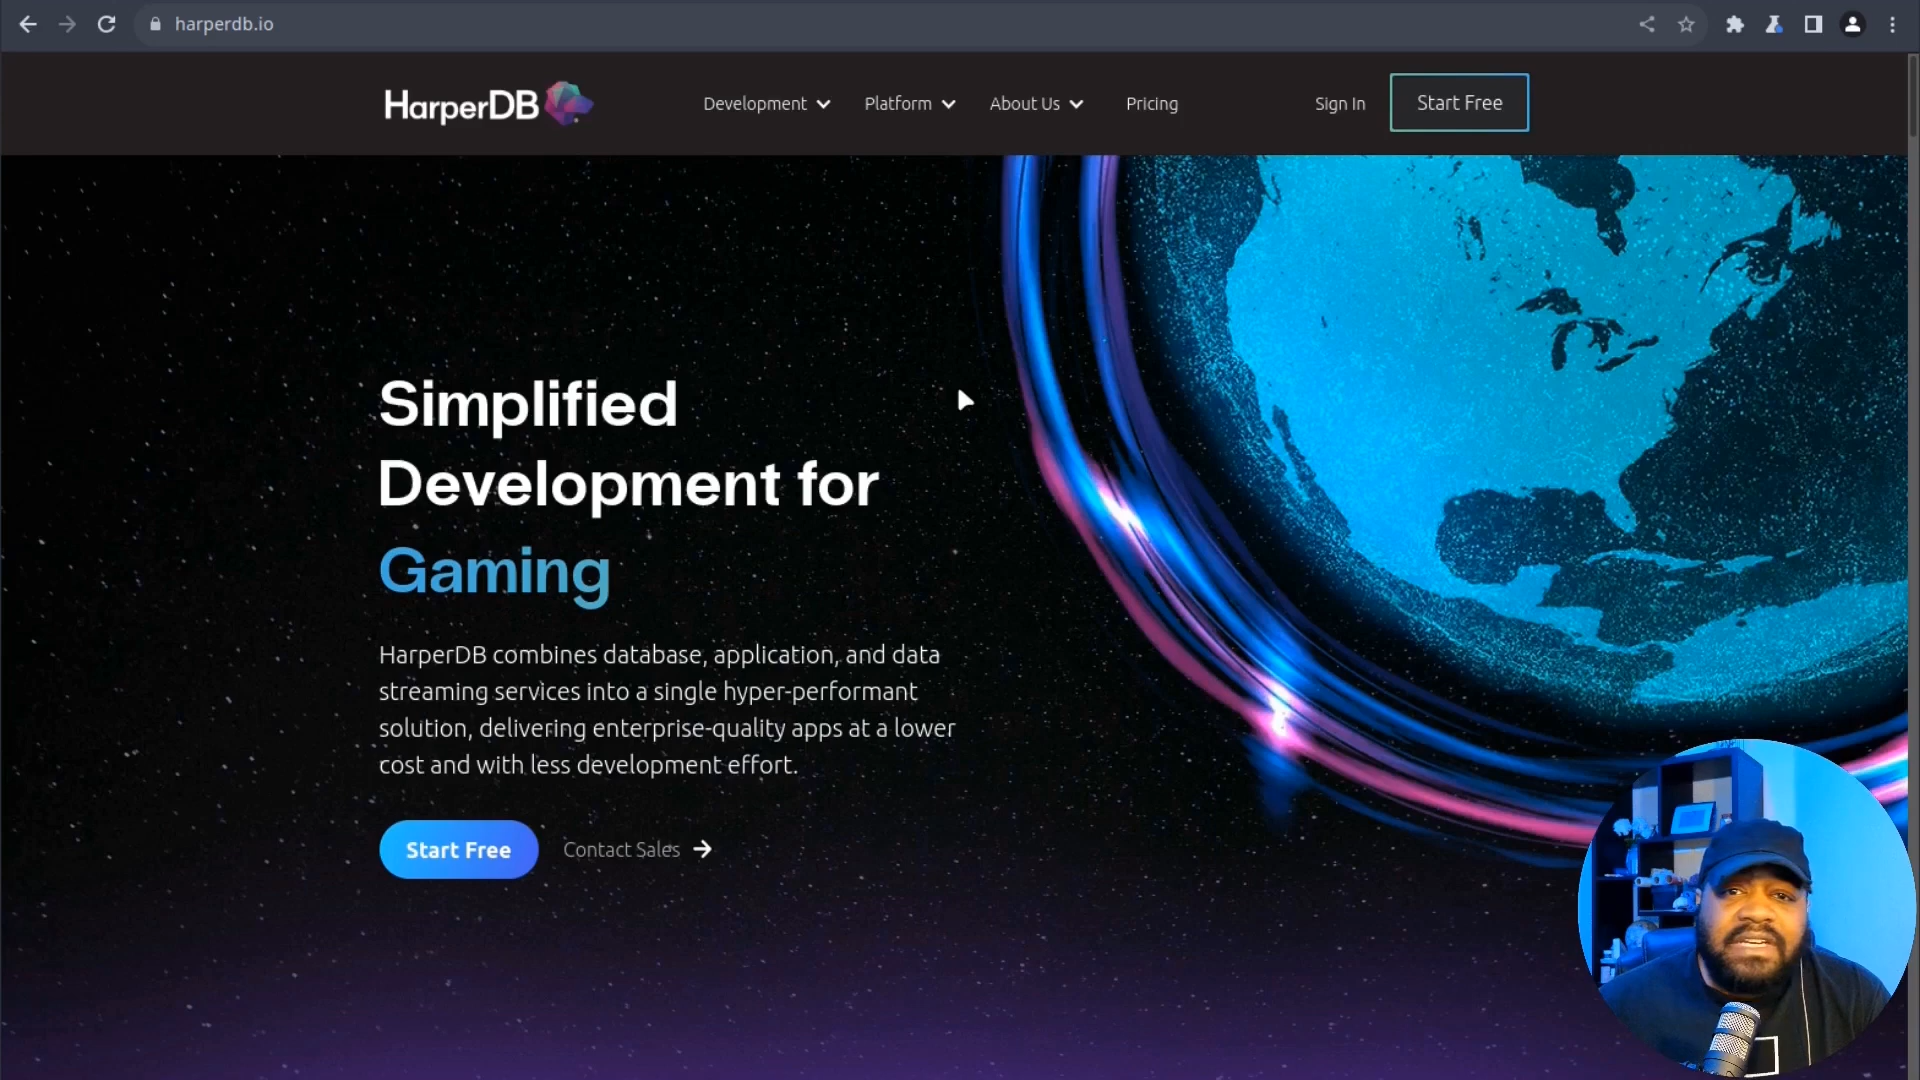 harperdb.io
HarperDB
Development
Platform
About Us
Pricing
Sign In
Start Free
Simplified
Development for
Gaming
HarperDB combines database, application, and data
streaming services into a single hyper-performant
solution, delivering enterprise-quality apps at a lower
cost and with less development effort.
Start Free
Contact Sales